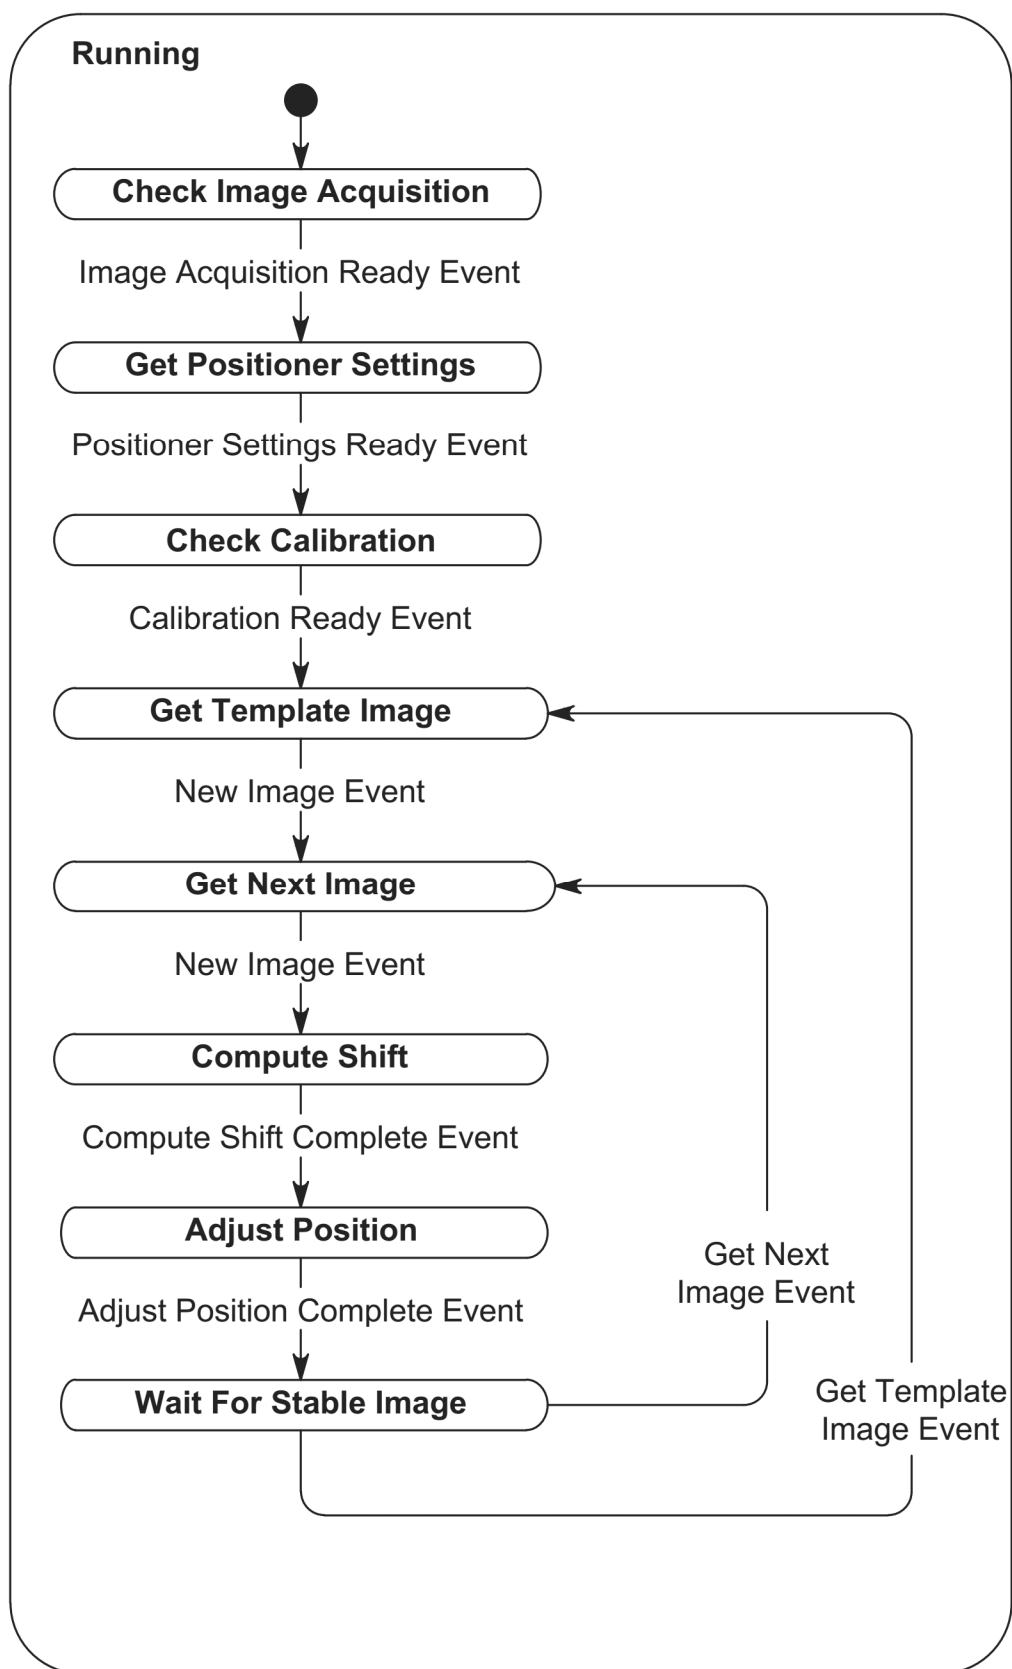 Running
Check Image Acquisition
Image Acquisition Ready Event
Get Positioner Settings
Positioner Settings Ready Event
Check Calibration
Calibration Ready Event
Get Template Image
New Image Event
Get Next Image
New Image Event
Compute Shift
Compute Shift Complete Event
Adjust Position
Adjust Position Complete Event
Wait For Stable Image
Get Next
Image Event
Get Template
Image Event